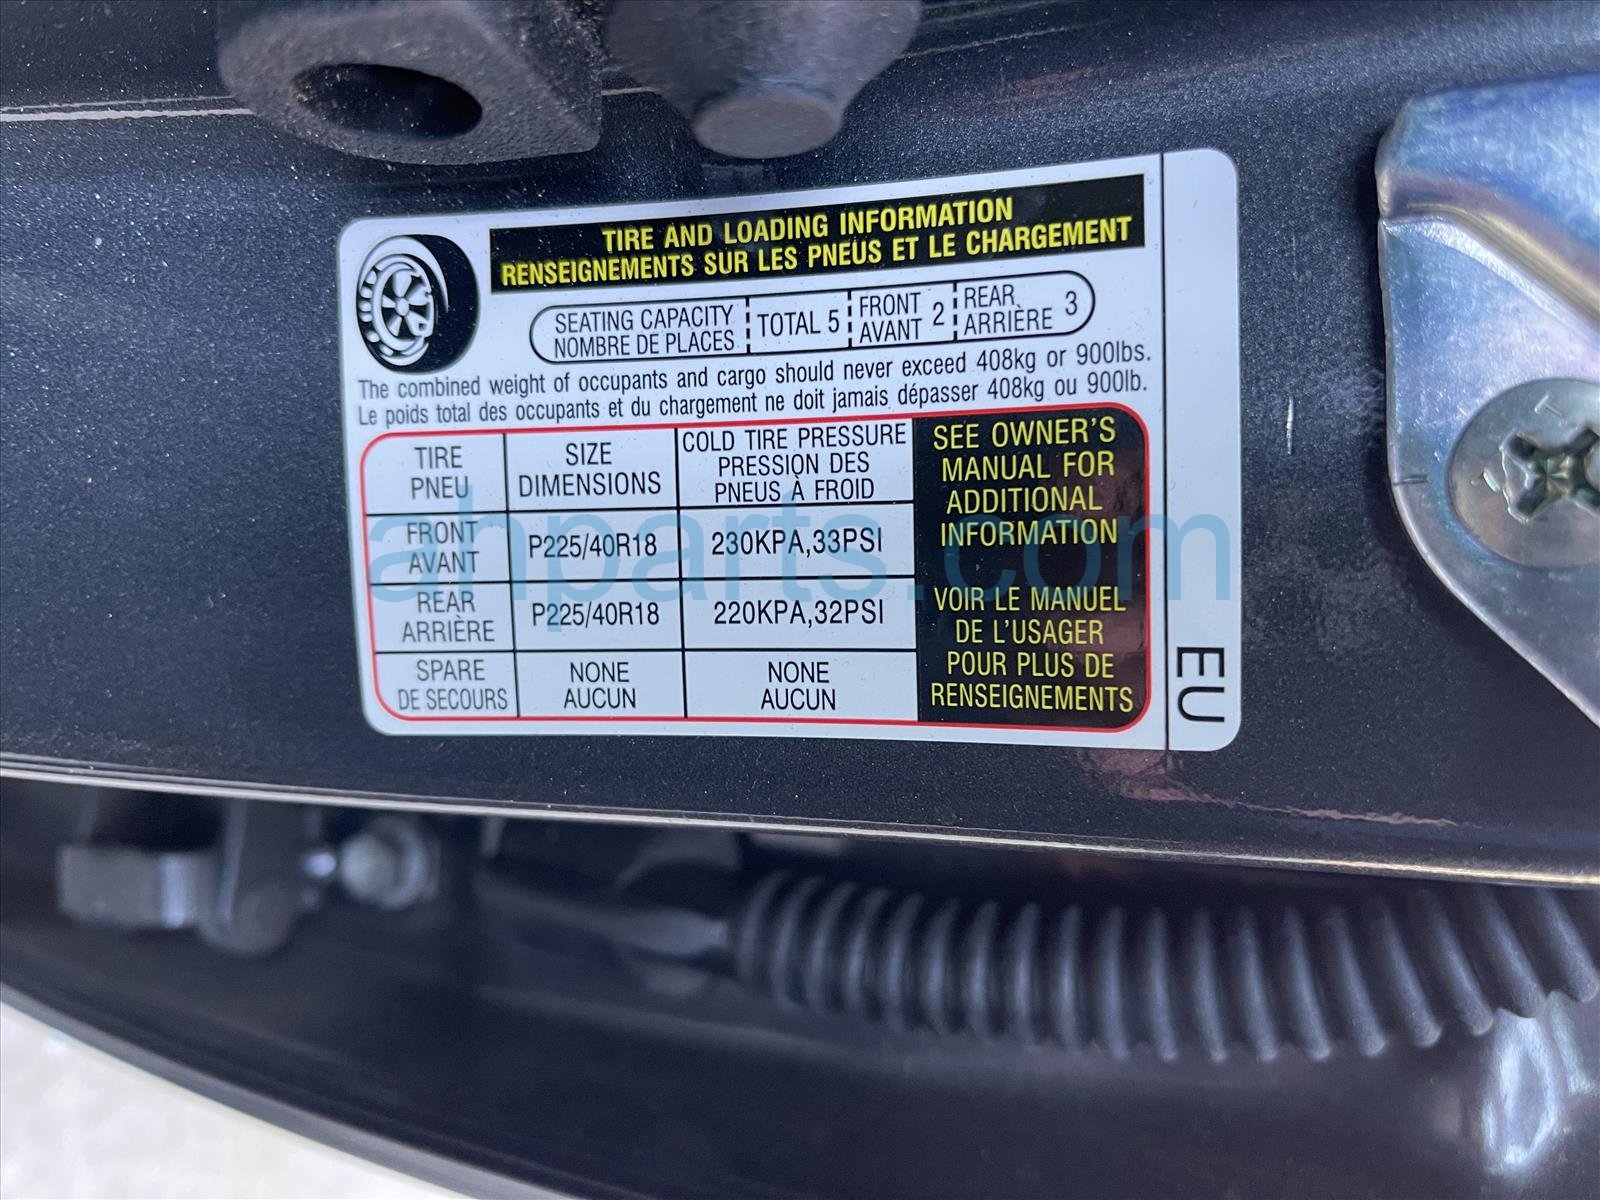 TIRE AND LOADING INFORMATION
RENSEIGNEMENTS SUR LES PNEUS ET LE CHARGEMENT
SEATING CAPACITY
NOMBRE DE PLACES
TOTAL 5
FRONT
AVANT
2
REAR
ARRIÈRE
3
The combined weight of occupants and cargo should never exceed 408kg or 900lbs.
Le poids total des occupants et du chargement ne doit jamais dépasser 408kg ou 900lb.
TIRE
PNEU
SIZE
DIMENSIONS
COLD TIRE PRESSURE
PRESSION DES
PNEUS À FROID
FRONT
AVANT
P225/40R18
230KPA,33PSI
REAR
ARRIÈRE
P225/40R18
220KPA,32PSI
SPARE
DE SECOURS
NONE
AUCUN
NONE
AUCUN
SEE OWNER'S
MANUAL FOR
ADDITIONAL
INFORMATION
VOIR LE MANUEL
DE L'USAGER
POUR PLUS DE
RENSEIGNEMENTS
EU
ahparts.com